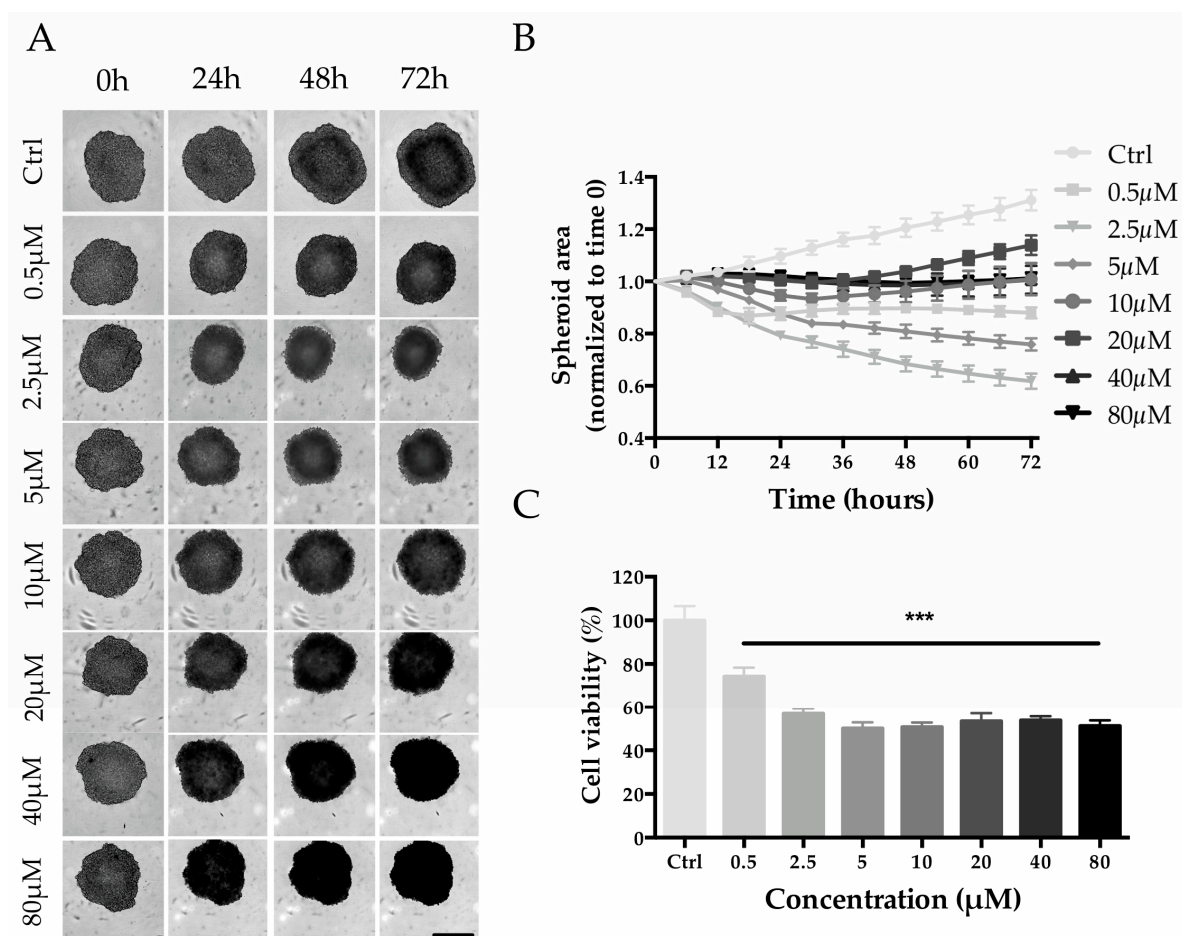 A
0h 24h 48h 72h
Ctrl
0.5µM
2.5µM
5µM
10µM
20µM
40µM
80µM
B
Spheroid area
(normalized to time 0)
1.4
1.2
1.0
0.8
0.6
0.4
0 12 24 36 48 60 72
Time (hours)
Ctrl
0.5µM
2.5µM
5µM
10µM
20µM
40µM
80µM
C
Cell viability (%)
120
100
80
60
40
20
0
***
Ctrl 0.5 2.5 5 10 20 40 80
Concentration (µM)